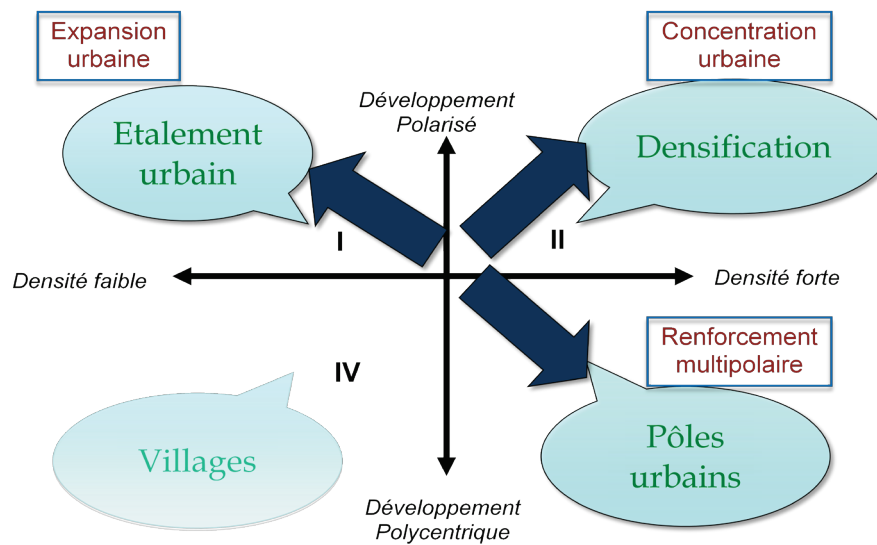 Expansion
urbaine
Concentration
urbaine
Développement
Polarisé
Etalement
urbain
Densification
I
II
Densité faible
Densité forte
Renforcement
multipolaire
IV
Villages
Pôles
urbains
Développement
Polycentrique